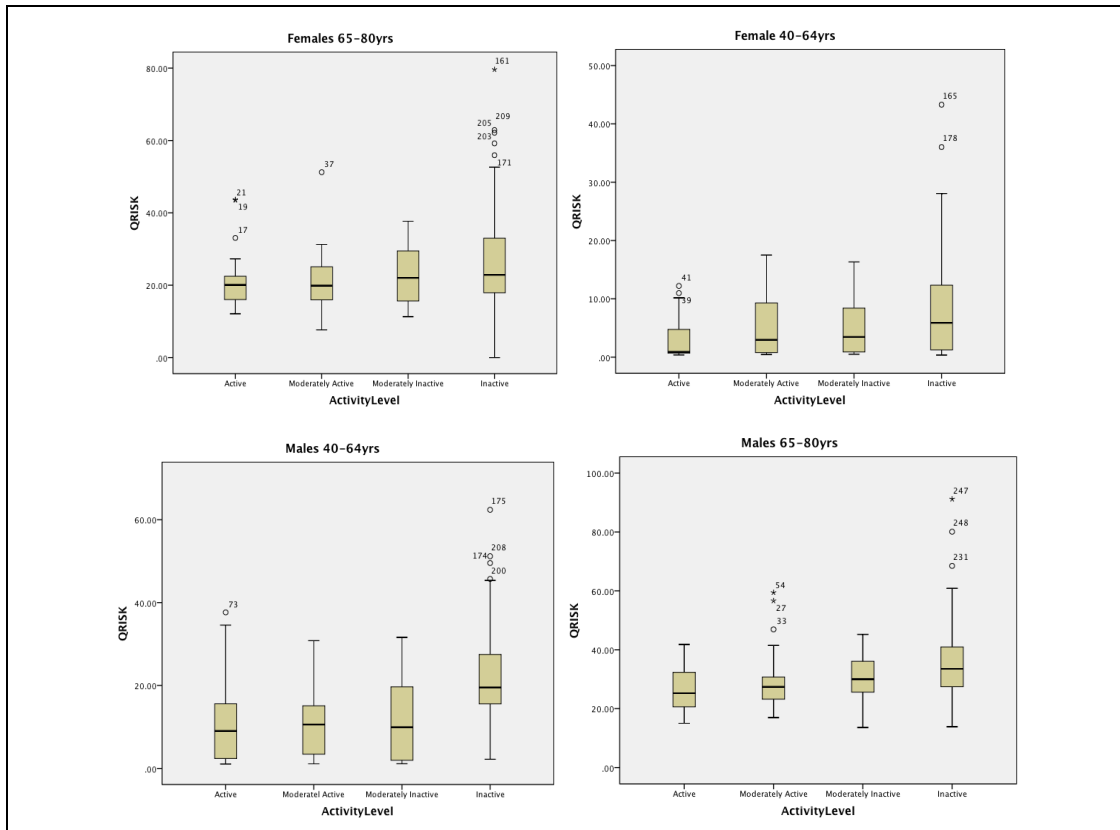 Females 65-80yrs
80.00
60.00
40.00
20.00
.00
QRISK
161
209
205
203
171
37
21
19
17
Active
Moderately Active
Moderately Inactive
Inactive
ActivityLevel
Female 40-64yrs
50.00
40.00
30.00
20.00
10.00
.00
QRISK
165
178
41
39
Active
Moderately Active
Moderately Inactive
Inactive
ActivityLevel
Males 40-64yrs
60.00
40.00
20.00
.00
QRISK
175
208
174
200
73
Active
Moderatel Active
Moderately Inactive
Inactive
ActivityLevel
Males 65-80yrs
100.00
80.00
60.00
40.00
20.00
.00
QRISK
247
248
231
54
27
33
Active
Moderately Active
Moderately Inactive
Inactive
ActivityLevel